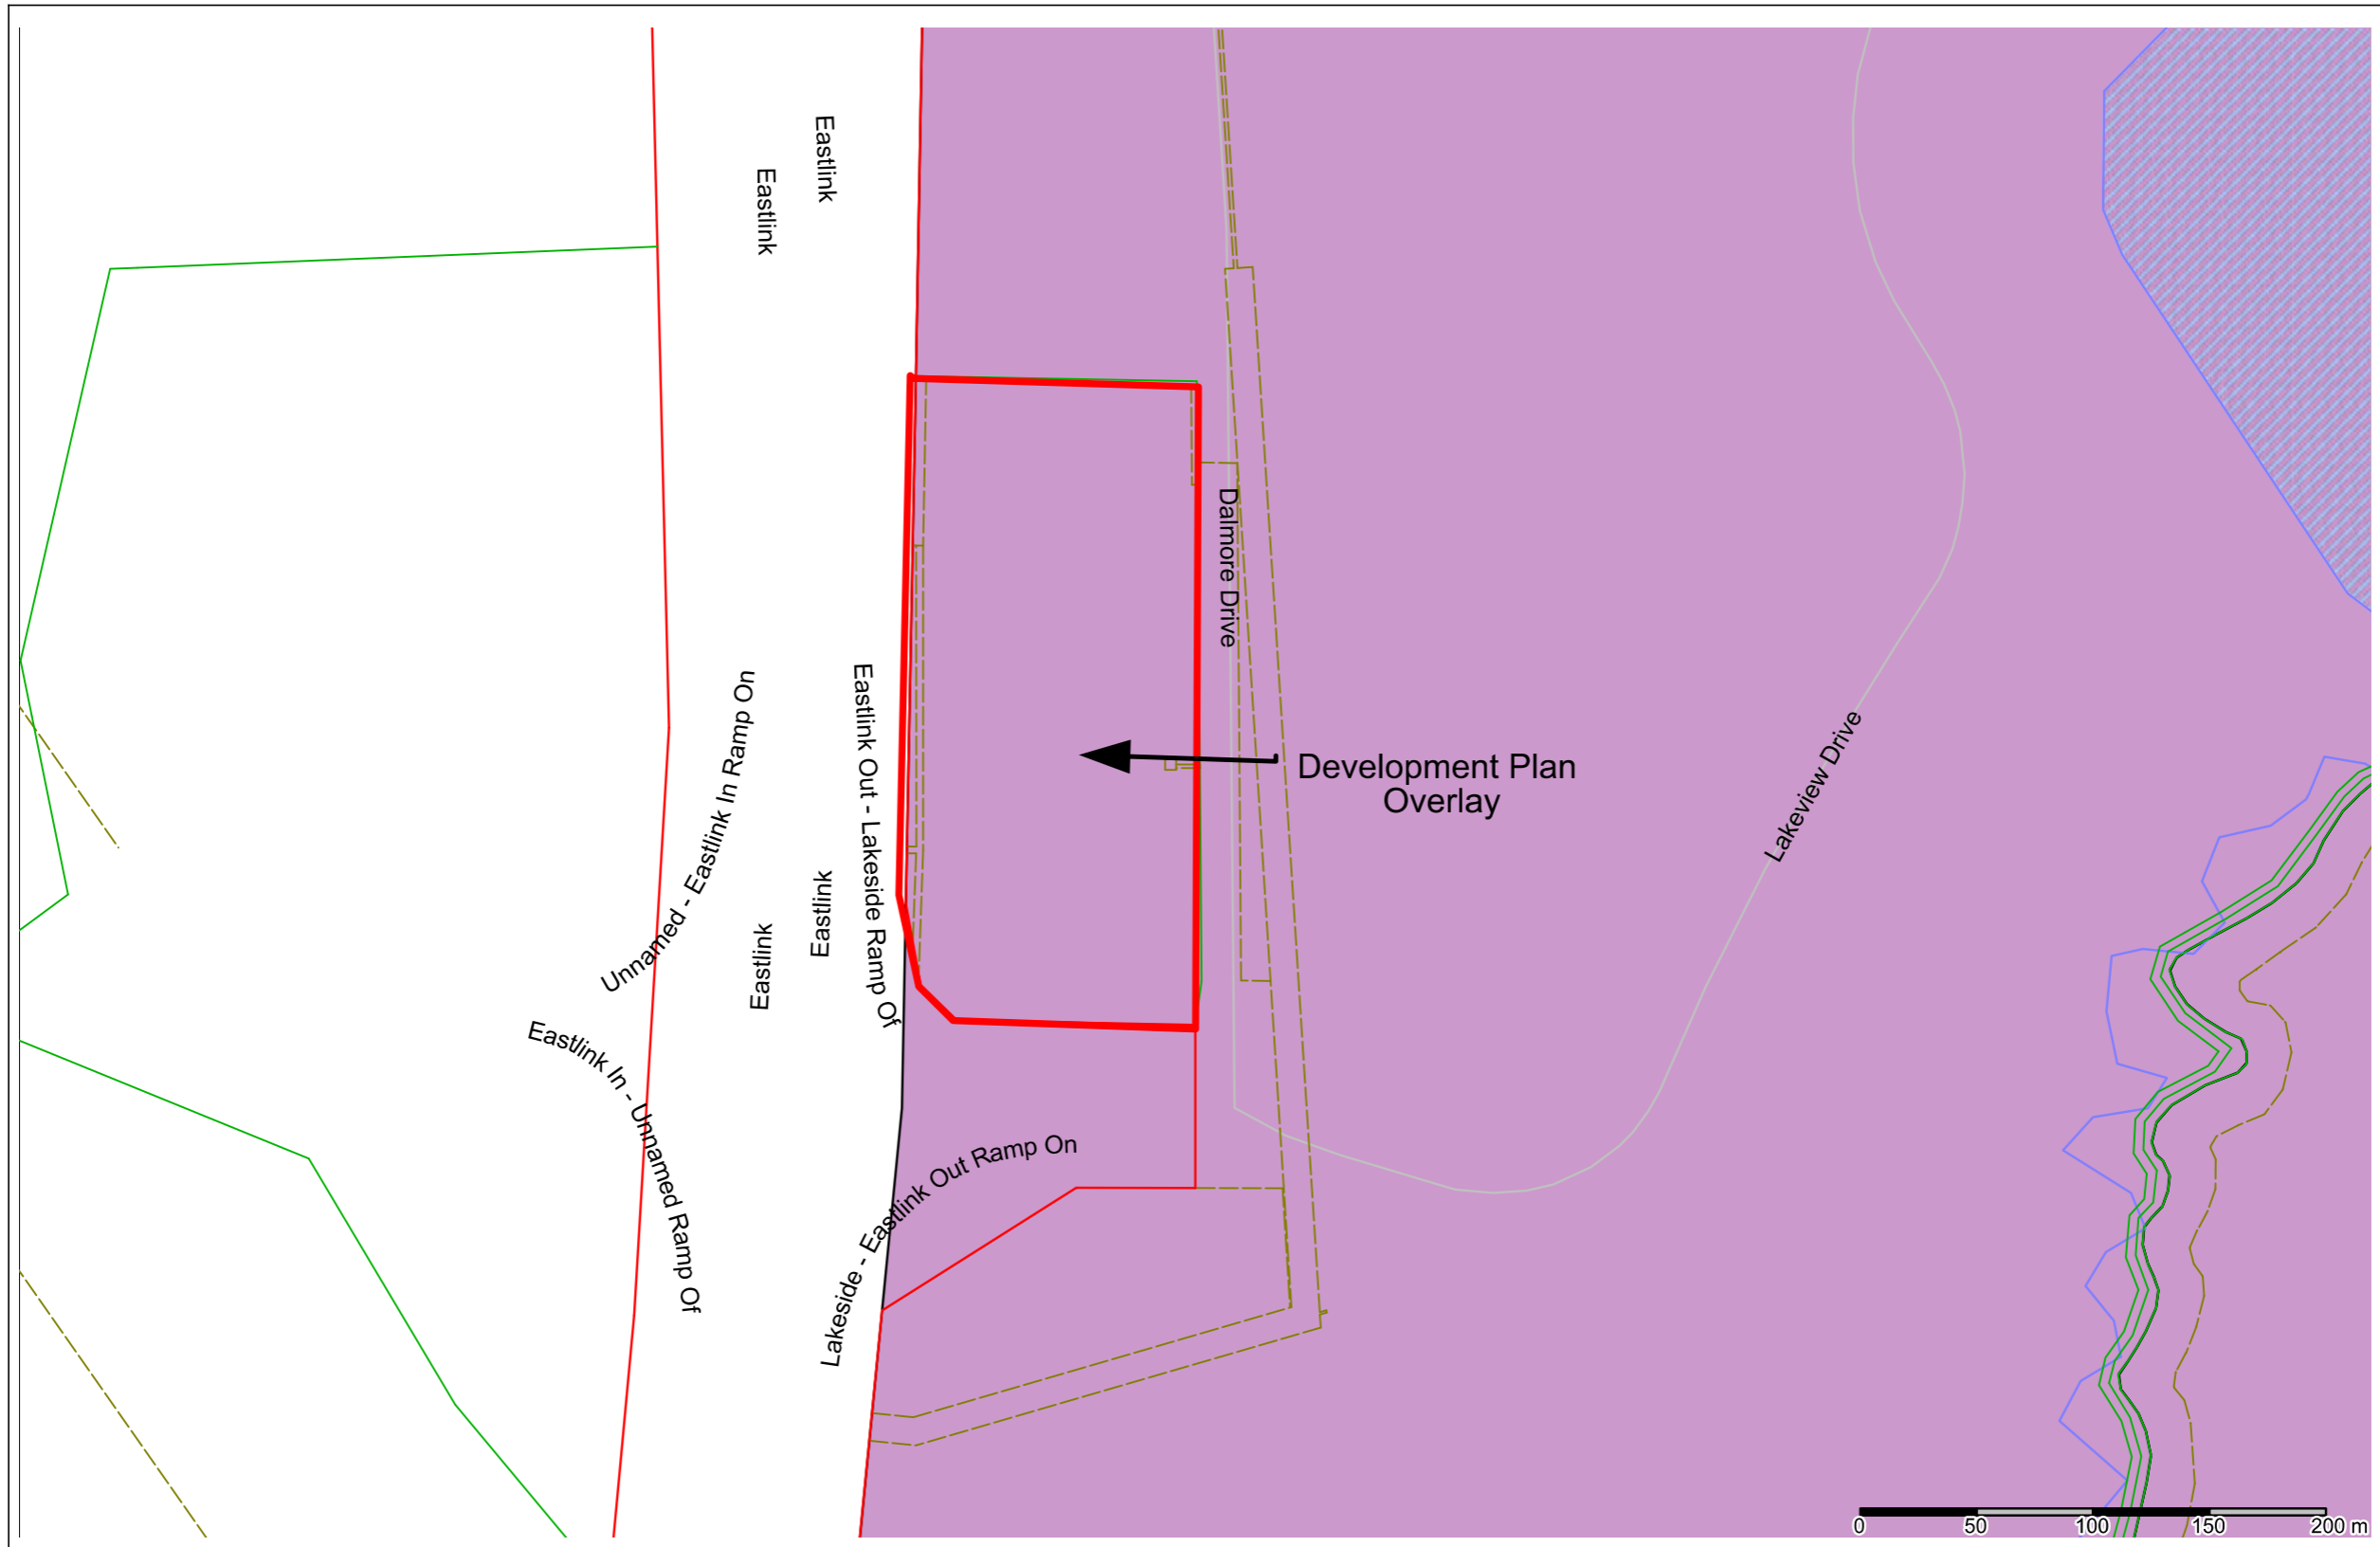 Eastlink
Eastlink
Dalmore Drive
Unnamed - Eastlink In Ramp On
Eastlink Out - Lakeside Ramp Of
Development Plan
Overlay
Lakeview Drive
Eastlink
Eastlink
Eastlink In - Unnamed Ramp Of
Lakeside - Eastlink Out Ramp On
0 50 100 150 200 m